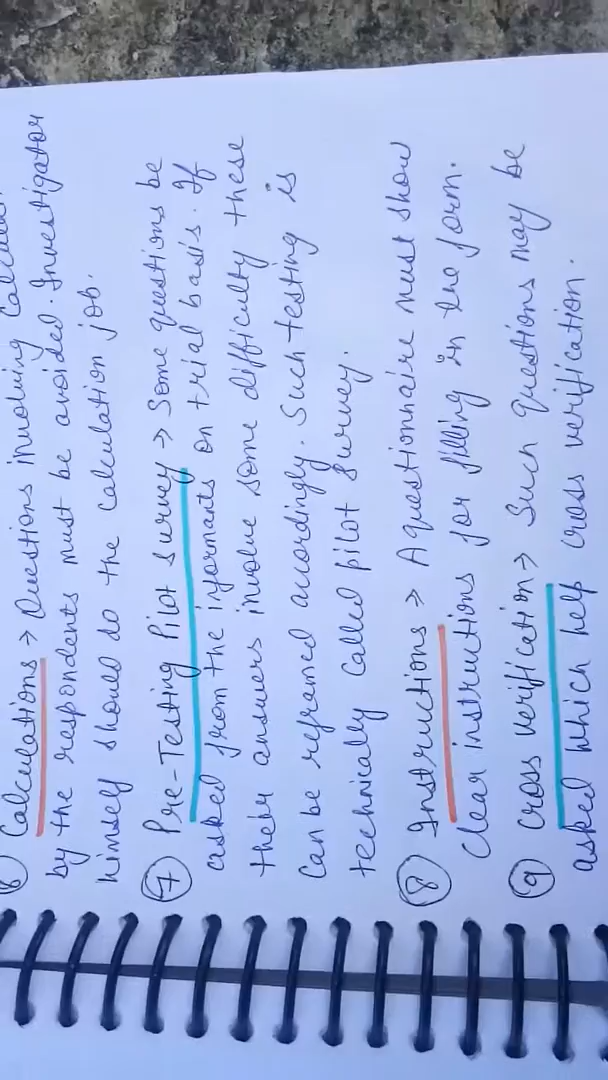 Calculations → Questions involving
by the respondents must be avoided. Investigator
himself should do the calculation job.
⑦ Pre-Testing Pilot Survey → Some questions be
asked from the informants on trial basis. If
their answers involve some difficulty these
can be reframed accordingly. Such testing is
technically called pilot survey.
⑧ Instructions → A questionnaire must show
clear instructions for filling in the form.
⑨ Cross verification → Such questions may be
asked which help cross verification.